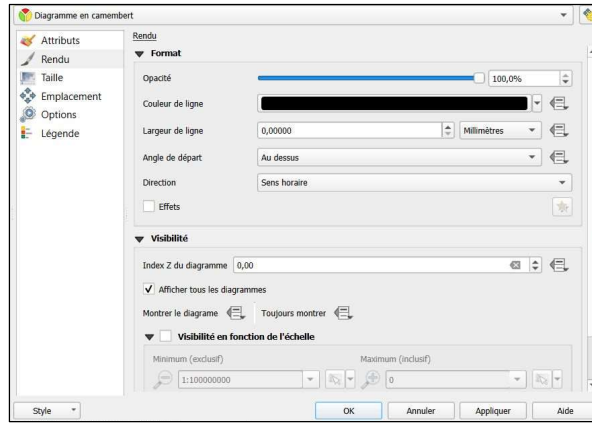 Diagramme en camembert
Attributs
Rendu
Taille
Emplacement
Options
Légende
Rendu
Format
Opacité 100,0%
Couleur de ligne
Largeur de ligne 0,00000 Millimètres
Angle de départ Au dessus
Direction Sens horaire
Effets
Visibilité
Index Z du diagramme 0,00
Afficher tous les diagrammes
Montrer le diagrame Toujours montrer
Visibilité en fonction de l'échelle
Minimum (exclusif) Maximum (inclusif)
1:100000000 0
Style OK Annuler Appliquer Aide